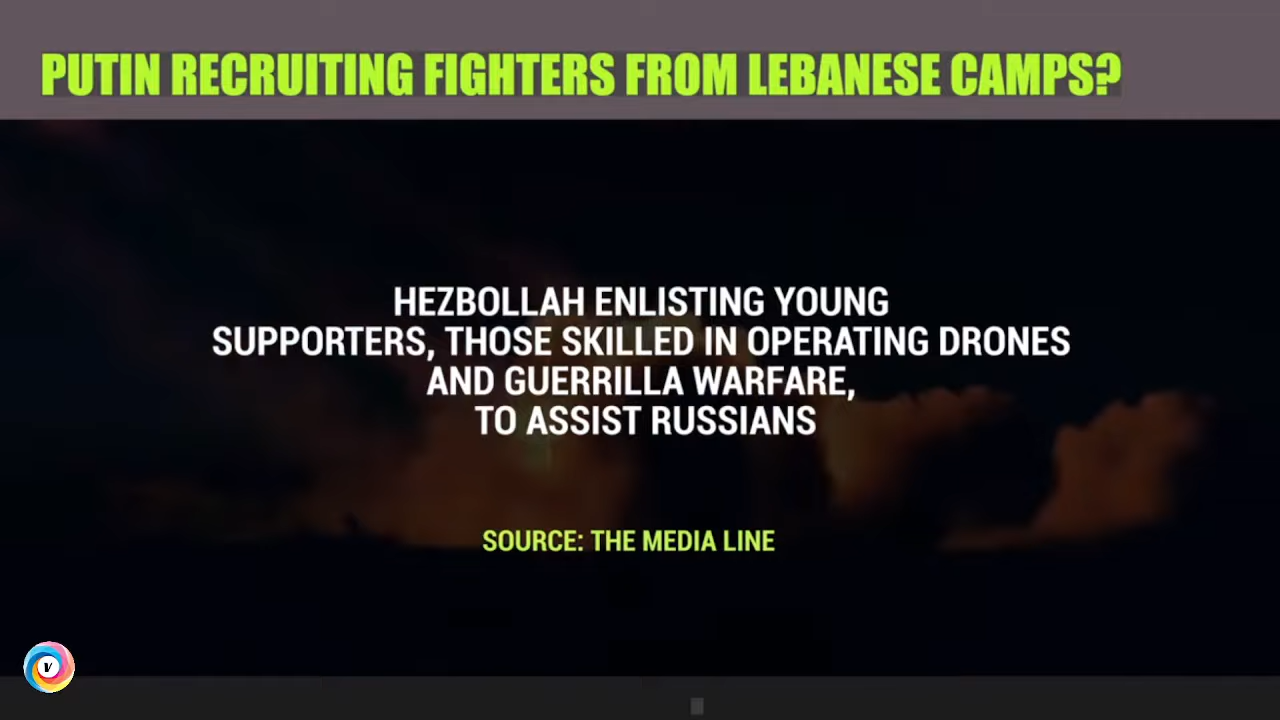 PUTIN RECRUITING FIGHTERS FROM LEBANESE CAMPS?
HEZBOLLAH ENLISTING YOUNG
SUPPORTERS, THOSE SKILLED IN OPERATING DRONES
AND GUERRILLA WARFARE,
TO ASSIST RUSSIANS
SOURCE: THE MEDIA LINE
V